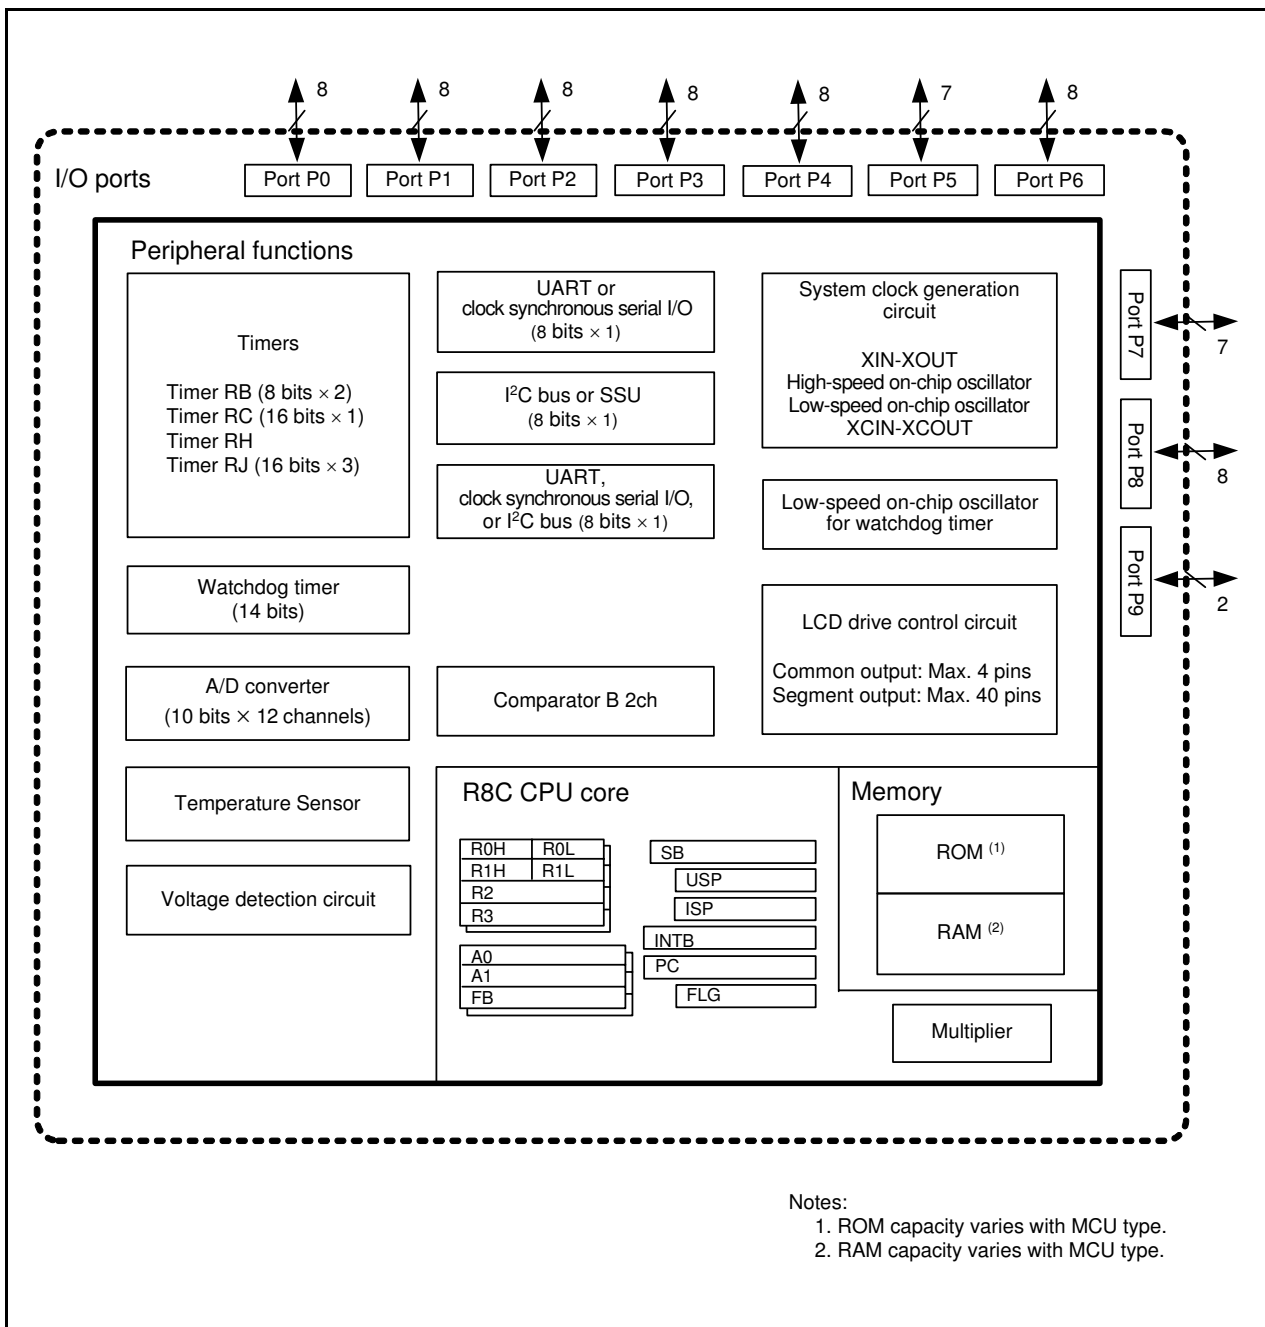 8 8 8 8 8 7 8
I/O ports
Port P0 Port P1 Port P2 Port P3 Port P4 Port P5 Port P6
Peripheral functions
Timers
Timer RB (8 bits × 2)
Timer RC (16 bits × 1)
Timer RH
Timer RJ (16 bits × 3)
Watchdog timer
(14 bits)
A/D converter
(10 bits × 12 channels)
Temperature Sensor
Voltage detection circuit
UART or
clock synchronous serial I/O
(8 bits × 1)
I²C bus or SSU
(8 bits × 1)
UART,
clock synchronous serial I/O,
or I²C bus (8 bits × 1)
Comparator B 2ch
System clock generation
circuit
XIN-XOUT
High-speed on-chip oscillator
Low-speed on-chip oscillator
XCIN-XCOUT
Low-speed on-chip oscillator
for watchdog timer
LCD drive control circuit
Common output: Max. 4 pins
Segment output: Max. 40 pins
Port P7
7
Port P8
8
Port P9
2
R8C CPU core
R0H R0L
R1H R1L
R2
R3
A0
A1
FB
SB
USP
ISP
INTB
PC
FLG
Memory
ROM (1)
RAM (2)
Multiplier
Notes:
1. ROM capacity varies with MCU type.
2. RAM capacity varies with MCU type.